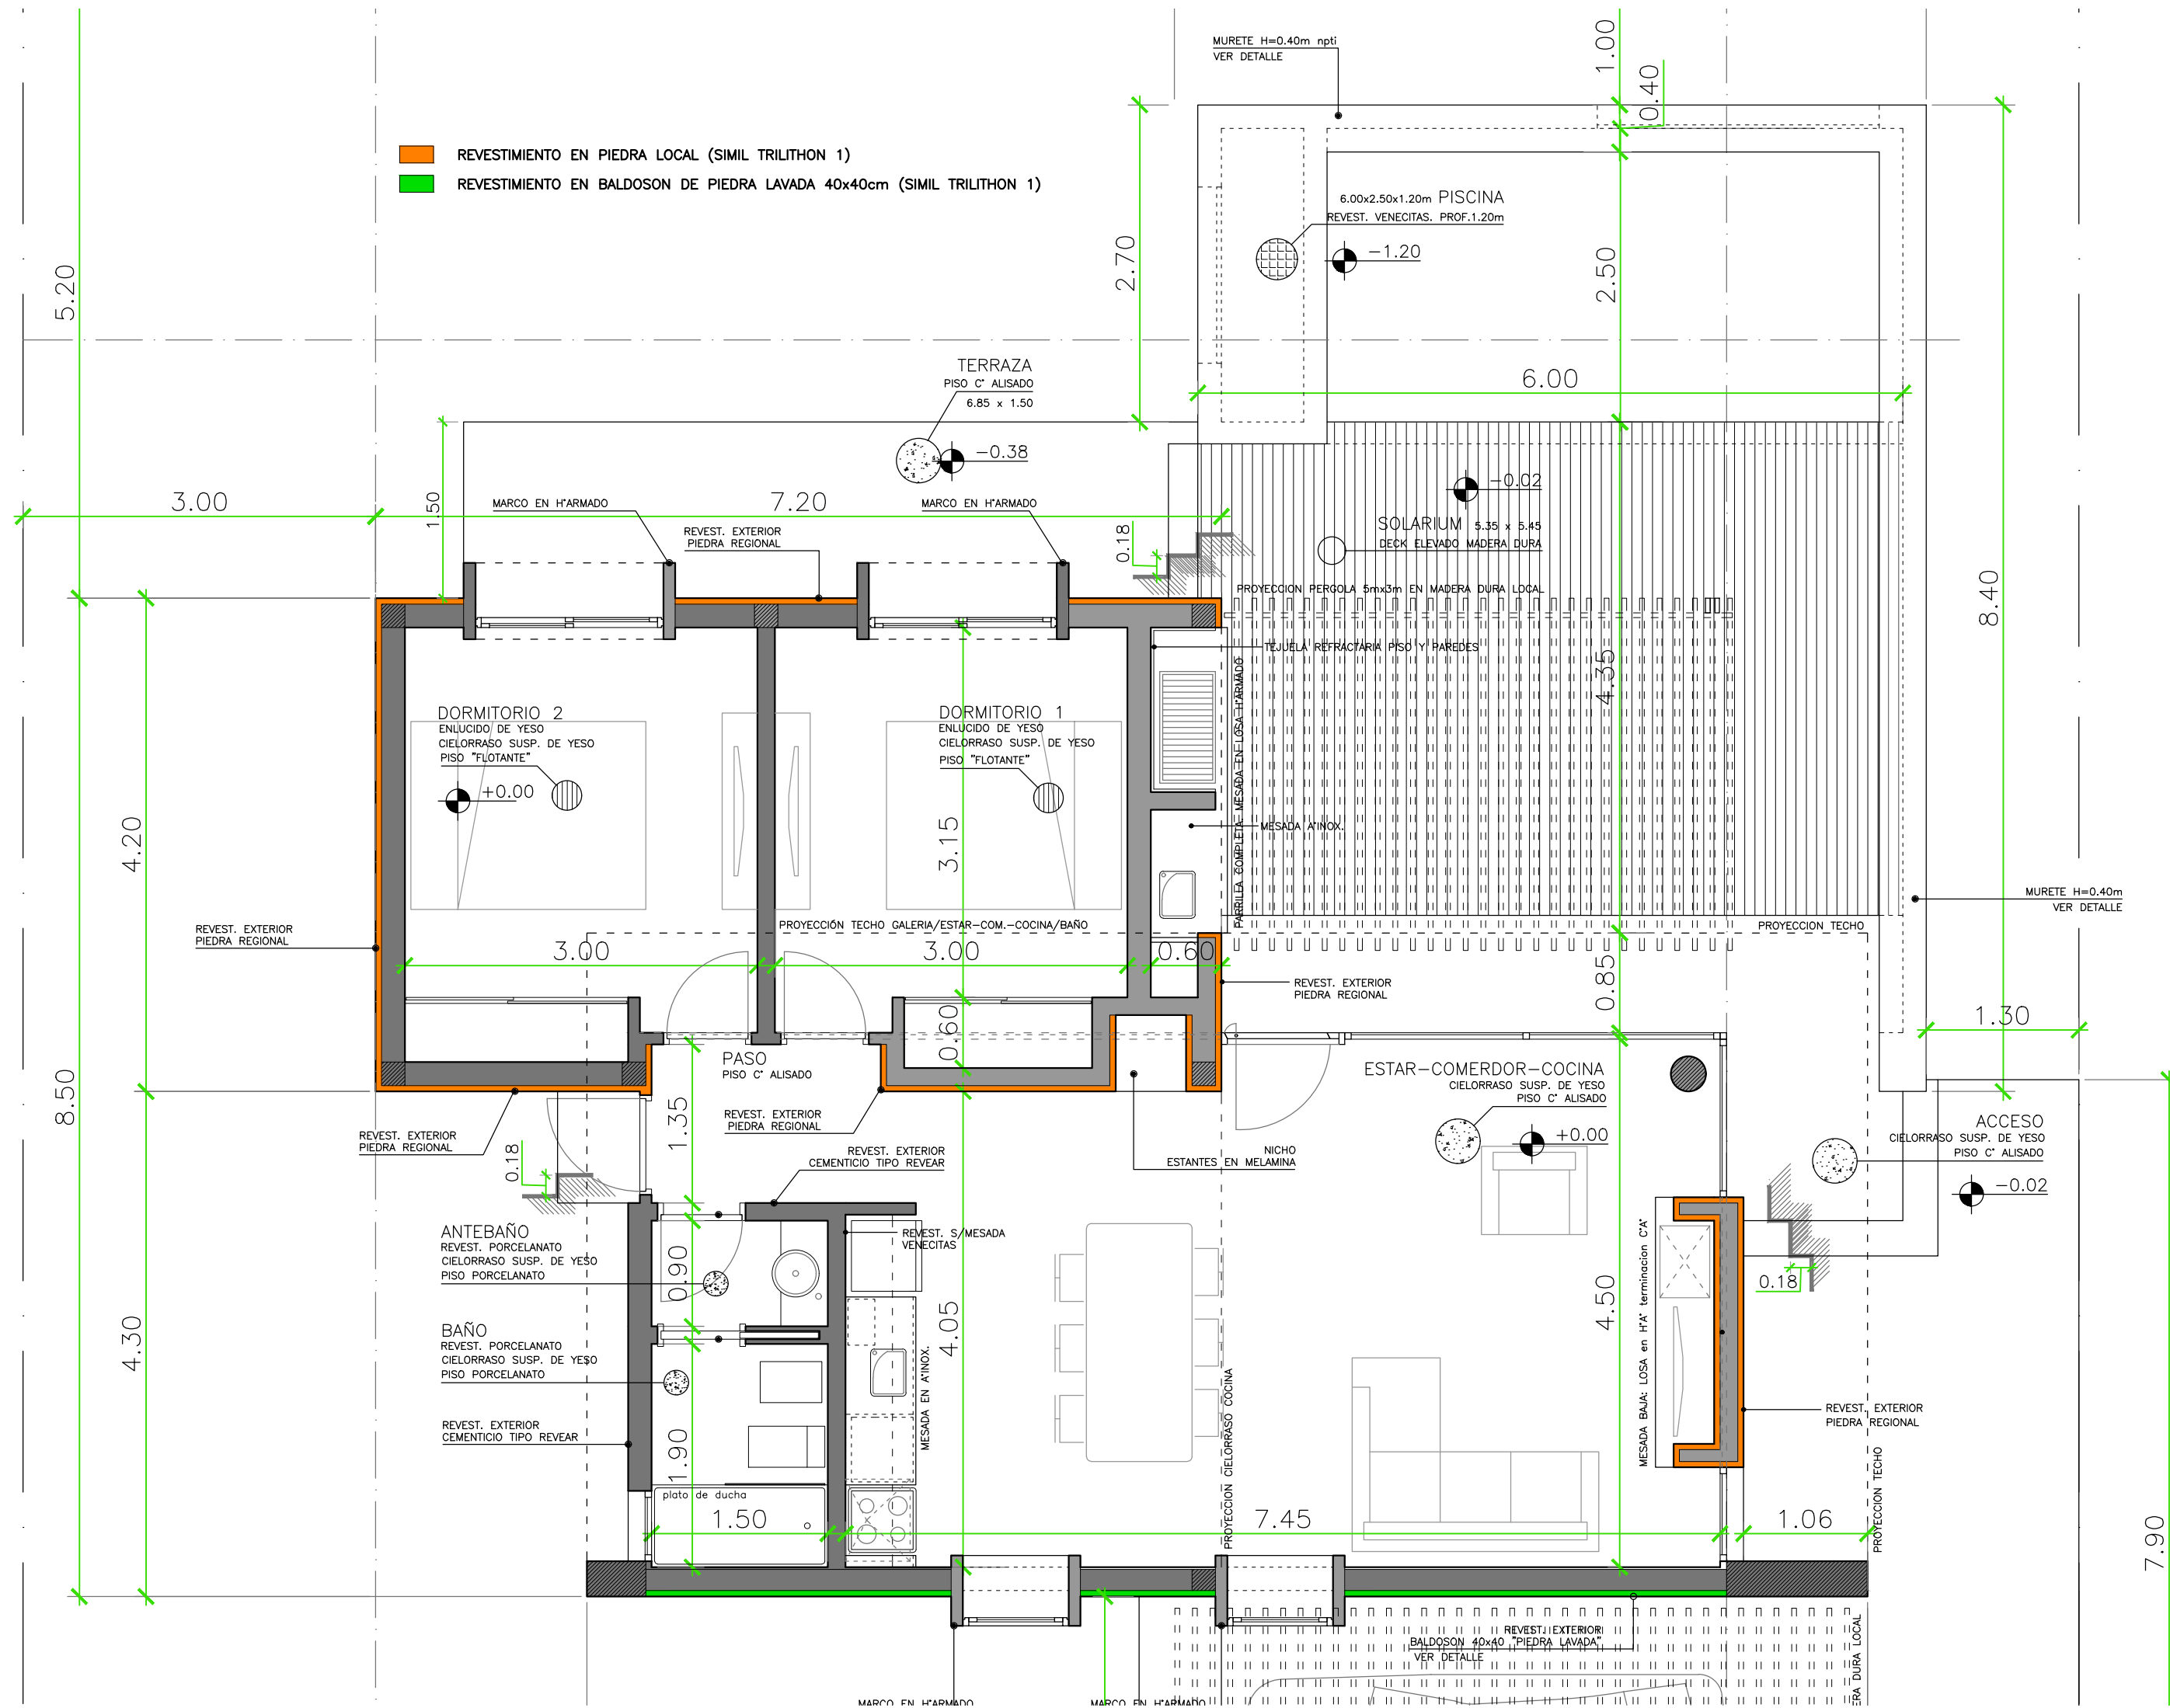 MURETE H=0.40m npti
VER DETALLE
1.00
0.40
REVESTIMIENTO EN PIEDRA LOCAL (SIMIL TRILITHON 1)
REVESTIMIENTO EN BALDOSON DE PIEDRA LAVADA 40x40cm (SIMIL TRILITHON 1)
6.00x2.50x1.20m PISCINA
REVEST. VENECITAS. PROF.1.20m
-1.20
5.20
2.70
2.50
TERRAZA
PISO C° ALISADO
6.85 x 1.50
6.00
-0.38
-0.02
3.00
1.50
7.20
MARCO EN H°ARMADO
MARCO EN H°ARMADO
REVEST. EXTERIOR
PIEDRA REGIONAL
0.18
SOLARIUM 5.35 x 5.45
DECK ELEVADO MADERA DURA
PROYECCION PERGOLA 5mx3m EN MADERA DURA LOCAL
8.40
TEJUELA REFRACTARIA PISO Y PAREDES
4.35
DORMITORIO 2
ENLUCIDO DE YESO
CIELORRASO SUSP. DE YESO
PISO "FLOTANTE"
+0.00
DORMITORIO 1
ENLUCIDO DE YESO
CIELORRASO SUSP. DE YESO
PISO "FLOTANTE"
PARRILLA COMPLETA. MESADA EN LOSA H°ARMADO
4.20
3.15
MESADA A°INOX.
MURETE H=0.40m
VER DETALLE
REVEST. EXTERIOR
PIEDRA REGIONAL
PROYECCIÓN TECHO GALERIA/ESTAR-COM.-COCINA/BAÑO
PROYECCION TECHO
3.00
3.00
0.60
0.85
REVEST. EXTERIOR
PIEDRA REGIONAL
1.30
0.60
8.50
PASO
PISO C° ALISADO
ESTAR-COMERDOR-COCINA
CIELORRASO SUSP. DE YESO
PISO C° ALISADO
+0.00
1.35
REVEST. EXTERIOR
PIEDRA REGIONAL
REVEST. EXTERIOR
PIEDRA REGIONAL
0.18
REVEST. EXTERIOR
CEMENTICIO TIPO REVEAR
NICHO
ESTANTES EN MELAMINA
ACCESO
CIELORRASO SUSP. DE YESO
PISO C° ALISADO
-0.02
ANTEBAÑO
REVEST. PORCELANATO
CIELORRASO SUSP. DE YESO
PISO PORCELANATO
0.90
REVEST. S/MESADA
VENECITAS
0.18
4.30
4.05
4.50
MESADA BAJA: LOSA en H°A° terminacion C°A°
BAÑO
REVEST. PORCELANATO
CIELORRASO SUSP. DE YESO
PISO PORCELANATO
MESADA EN A°INOX.
PROYECCION CIELORRASO COCINA
REVEST. EXTERIOR
PIEDRA REGIONAL
REVEST. EXTERIOR
CEMENTICIO TIPO REVEAR
1.90
PROYECCION TECHO
plato de ducha
1.50
7.45
1.06
7.90
REVEST. EXTERIOR
BALDOSON 40x40 "PIEDRA LAVADA"
VER DETALLE
ERA DURA LOCAL
MARCO EN H°ARMADO
MARCO EN H°ARMADO